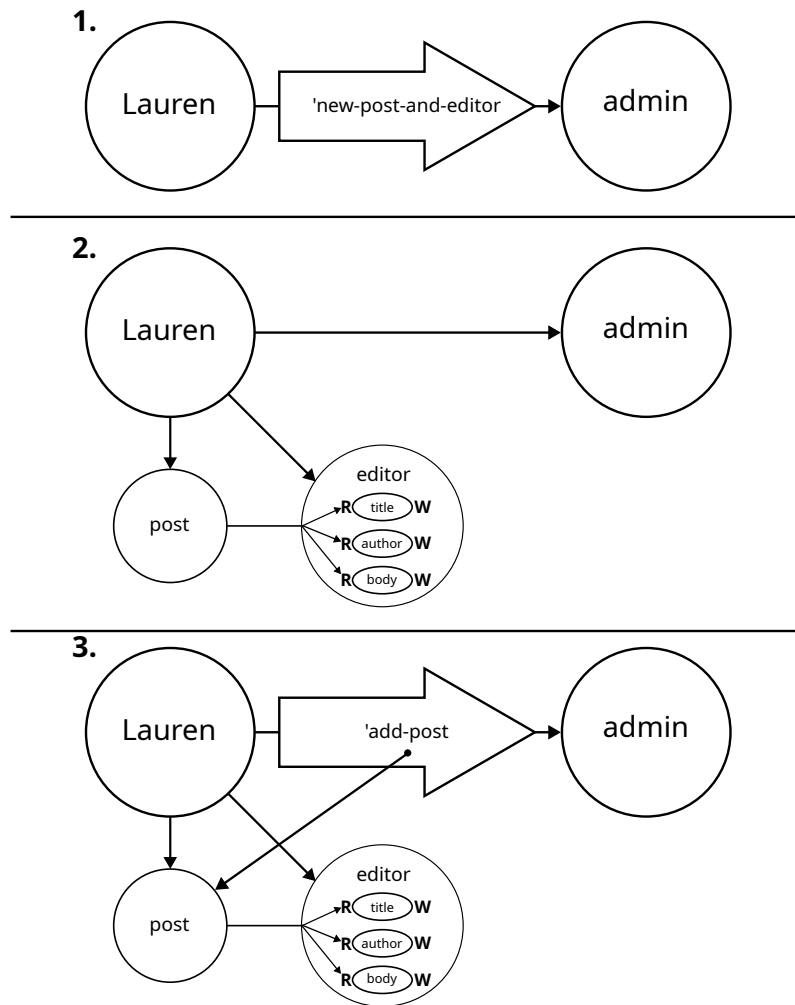 1.
Lauren
'new-post-and-editor
admin
2.
Lauren
admin
editor
R title W
post
R author W
R body W
3.
Lauren
'add-post
admin
editor
R title W
post
R author W
R body W